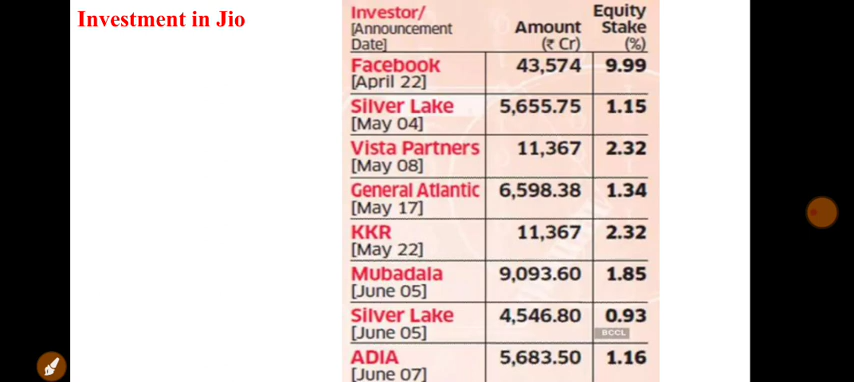 Investment in Jio
Investor/
[Announcement
Date]
Amount
(₹ Cr)
Equity
Stake
(%)
Facebook 43,574 9.99
[April 22]
Silver Lake 5,655.75 1.15
[May 04]
Vista Partners 11,367 2.32
[May 08]
General Atlantic 6,598.38 1.34
[May 17]
KKR 11,367 2.32
[May 22]
Mubadala 9,093.60 1.85
[June 05]
Silver Lake 4,546.80 0.93
[June 05]
BCCL
ADIA 5,683.50 1.16
[June 07]